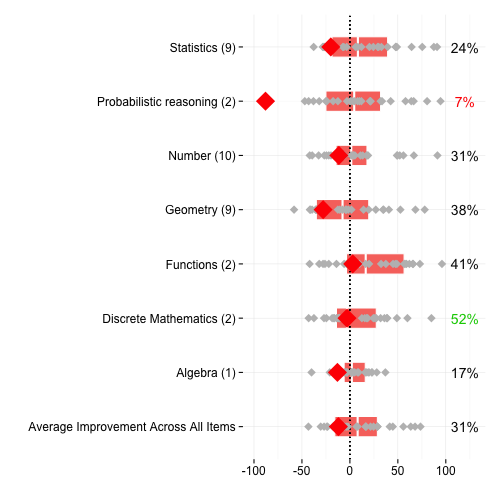 Statistics (9) 24%
Probabilistic reasoning (2) 7%
Number (10) 31%
Geometry (9) 38%
Functions (2) 41%
Discrete Mathematics (2) 52%
Algebra (1) 17%
Average Improvement Across All Items 31%
-100 -50 0 50 100